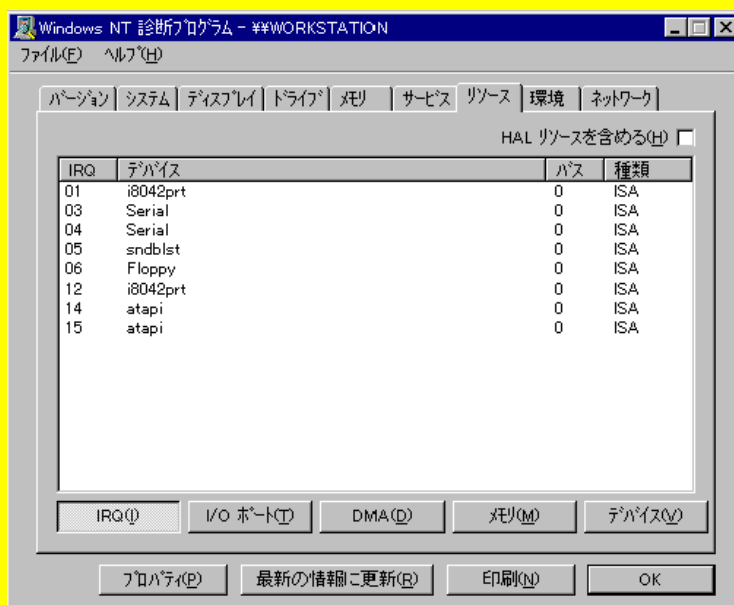 Windows NT 診断ﾌﾟﾛｸﾞﾗﾑ - ¥¥WORKSTATION
ﾌｧｲﾙ(F) ﾍﾙﾌﾟ(H)
ﾊﾞｰｼﾞｮﾝ ｼｽﾃﾑ ﾃﾞｨｽﾌﾟﾚｲ ﾄﾞﾗｲﾌﾞ ﾒﾓﾘ ｻｰﾋﾞｽ ﾘｿｰｽ 環境 ﾈｯﾄﾜｰｸ
HAL ﾘｿｰｽを含める(H)
IRQ ﾃﾞﾊﾞｲｽ ﾊﾞｽ 種類
01 i8042prt 0 ISA
03 Serial 0 ISA
04 Serial 0 ISA
05 sndblst 0 ISA
06 Floppy 0 ISA
12 i8042prt 0 ISA
14 atapi 0 ISA
15 atapi 0 ISA
IRQ(I) I/O ﾎﾟｰﾄ(T) DMA(D) ﾒﾓﾘ(M) ﾃﾞﾊﾞｲｽ(V)
ﾌﾟﾛﾊﾟﾃｨ(P) 最新の情報に更新(R) 印刷(N) OK